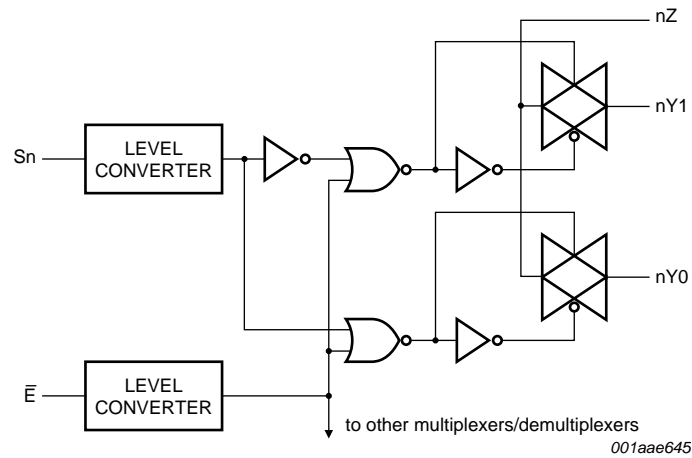 nZ
nY1
Sn
LEVEL
CONVERTER
nY0
E̅
LEVEL
CONVERTER
to other multiplexers/demultiplexers
001aae645